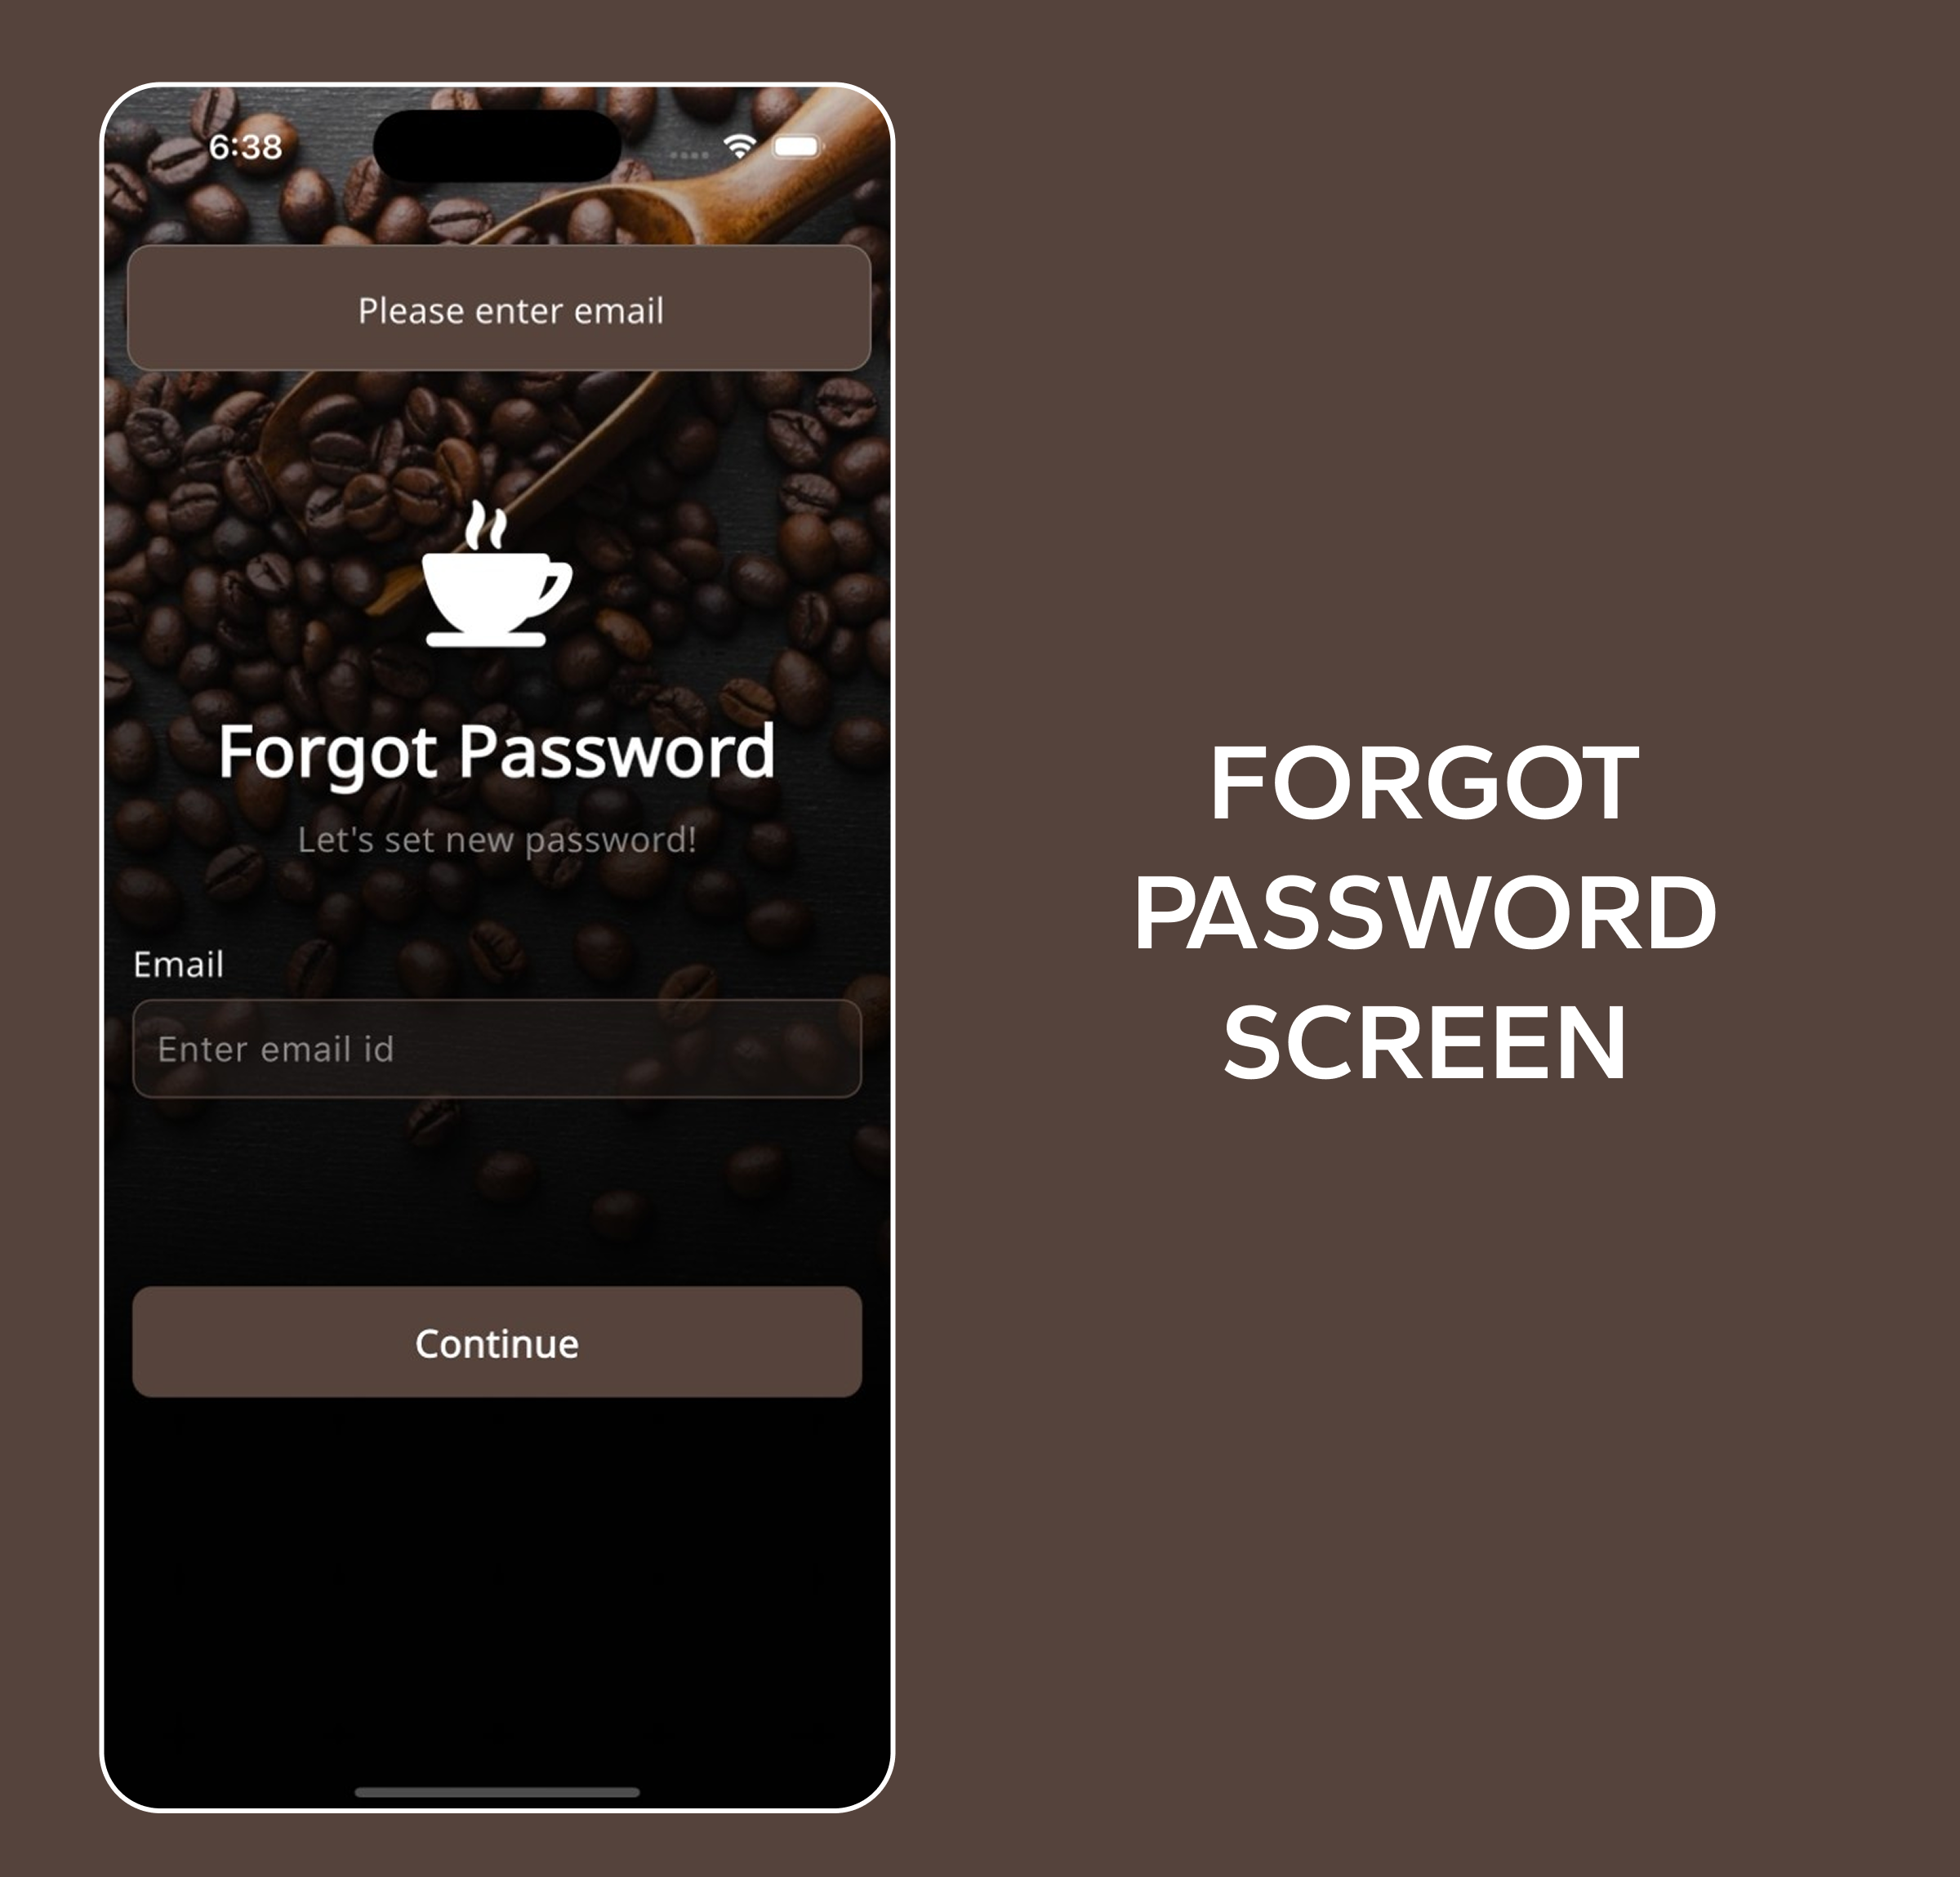 6:38
Please enter email
Forgot Password
Let's set new password!
Email
Enter email id
Continue
FORGOT
PASSWORD
SCREEN